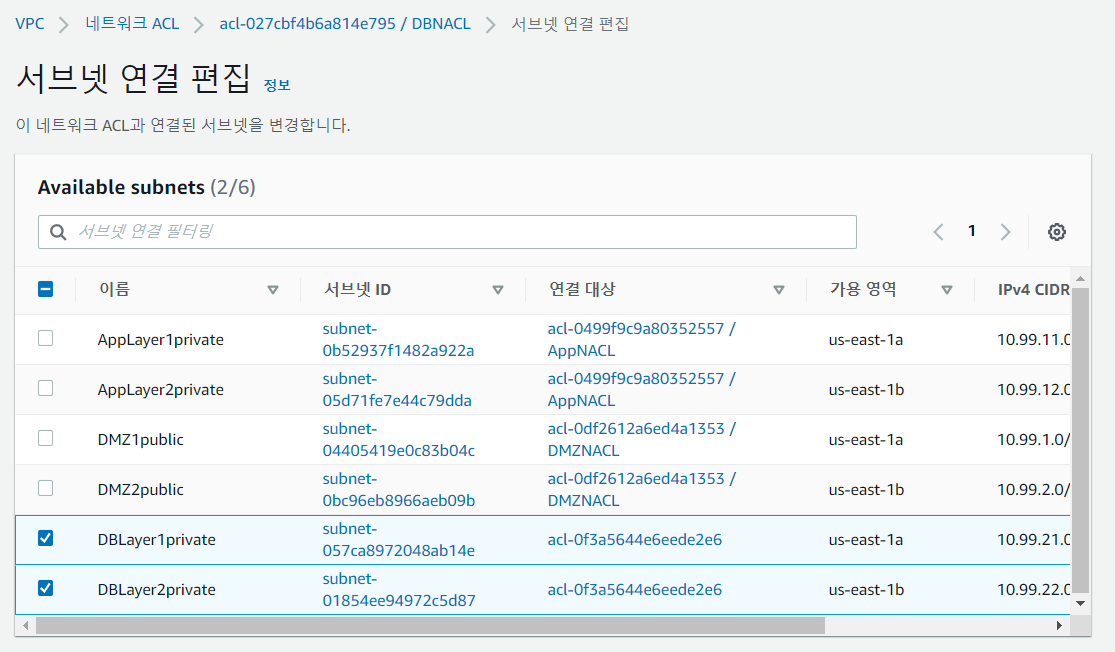 VPC > 네트워크 ACL > acl-027cbf4b6a814e795 / DBNACL > 서브넷 연결 편집
서브넷 연결 편집 정보
이 네트워크 ACL과 연결된 서브넷을 변경합니다.
Available subnets (2/6)
서브넷 연결 필터링
1
이름 서브넷 ID 연결 대상 가용 영역 IPv4 CIDR
AppLayer1private subnet-0b52937f1482a922a acl-0499f9c9a80352557 / AppNACL us-east-1a 10.99.11.0
AppLayer2private subnet-05d71fe7e44c79dda acl-0499f9c9a80352557 / AppNACL us-east-1b 10.99.12.0
DMZ1public subnet-04405419e0c83b04c acl-0df2612a6ed4a1353 / DMZNACL us-east-1a 10.99.1.0/
DMZ2public subnet-0bc96eb8966aeb09b acl-0df2612a6ed4a1353 / DMZNACL us-east-1b 10.99.2.0/
DBLayer1private subnet-057ca8972048ab14e acl-0f3a5644e6eede2e6 us-east-1a 10.99.21.0
DBLayer2private subnet-01854ee94972c5d87 acl-0f3a5644e6eede2e6 us-east-1b 10.99.22.0